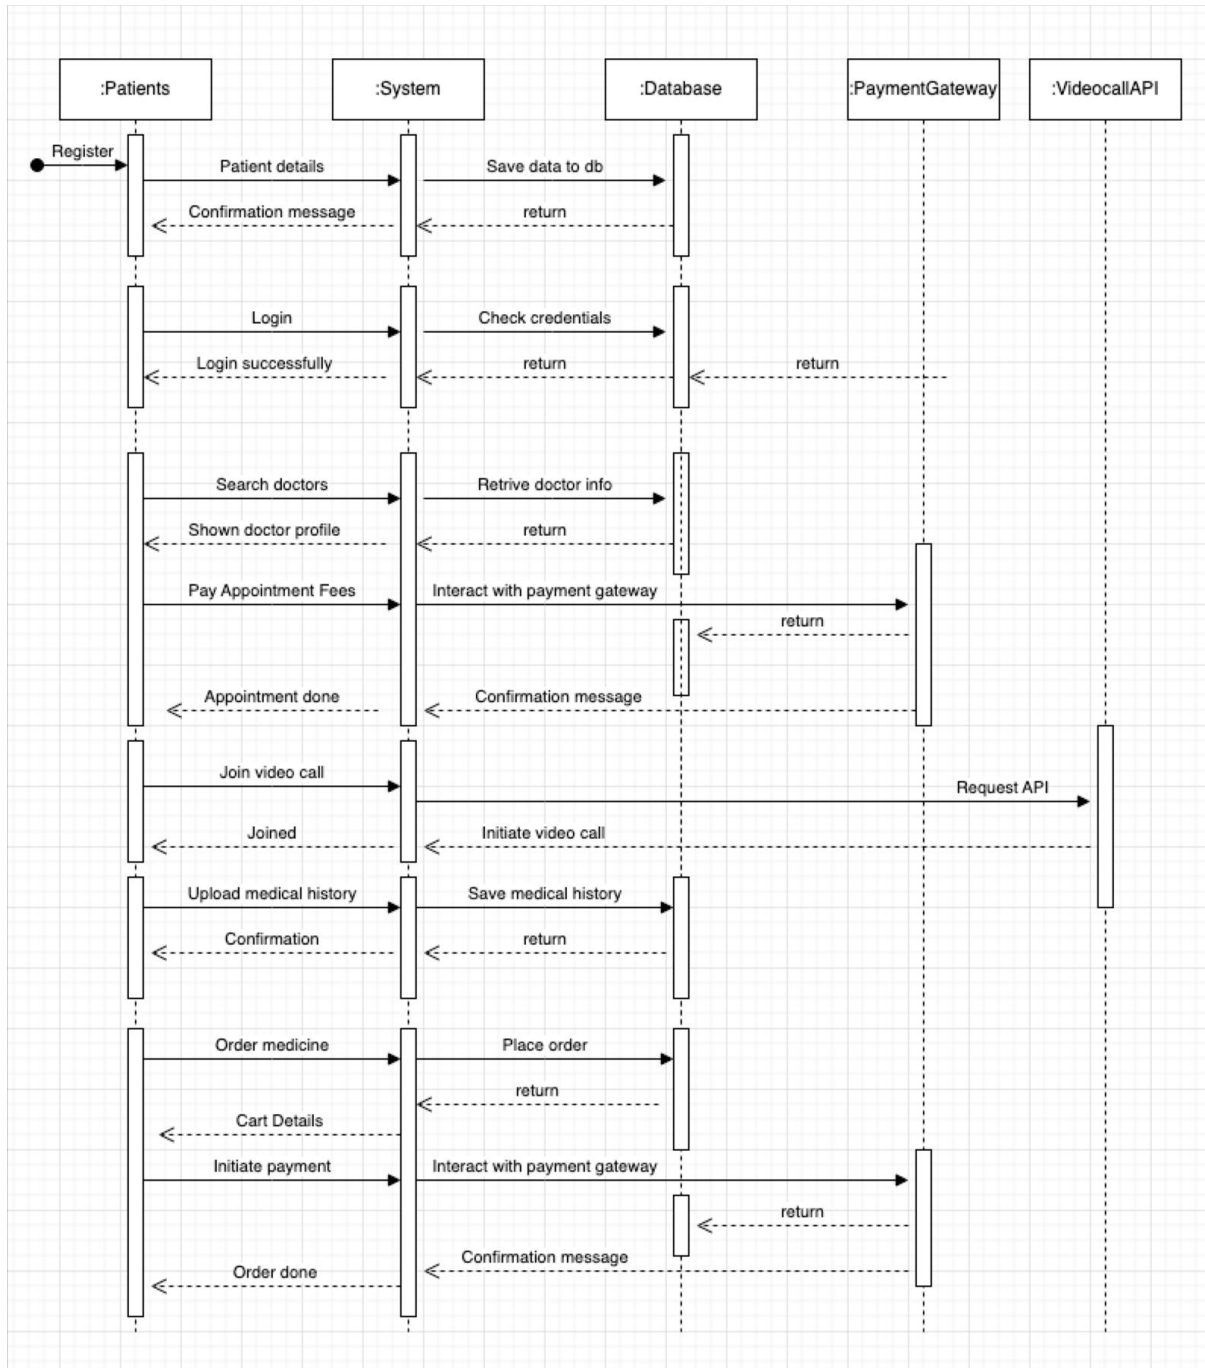 :Patients
:System
:Database
:PaymentGateway
:VideocallAPI
Register
Patient details
Save data to db
Confirmation message
return
Login
Check credentials
Login successfully
return
return
Search doctors
Retrive doctor info
Shown doctor profile
return
Pay Appointment Fees
Interact with payment gateway
return
Appointment done
Confirmation message
Join video call
Request API
Joined
Initiate video call
Upload medical history
Save medical history
Confirmation
return
Order medicine
Place order
return
Cart Details
Initiate payment
Interact with payment gateway
return
Confirmation message
Order done